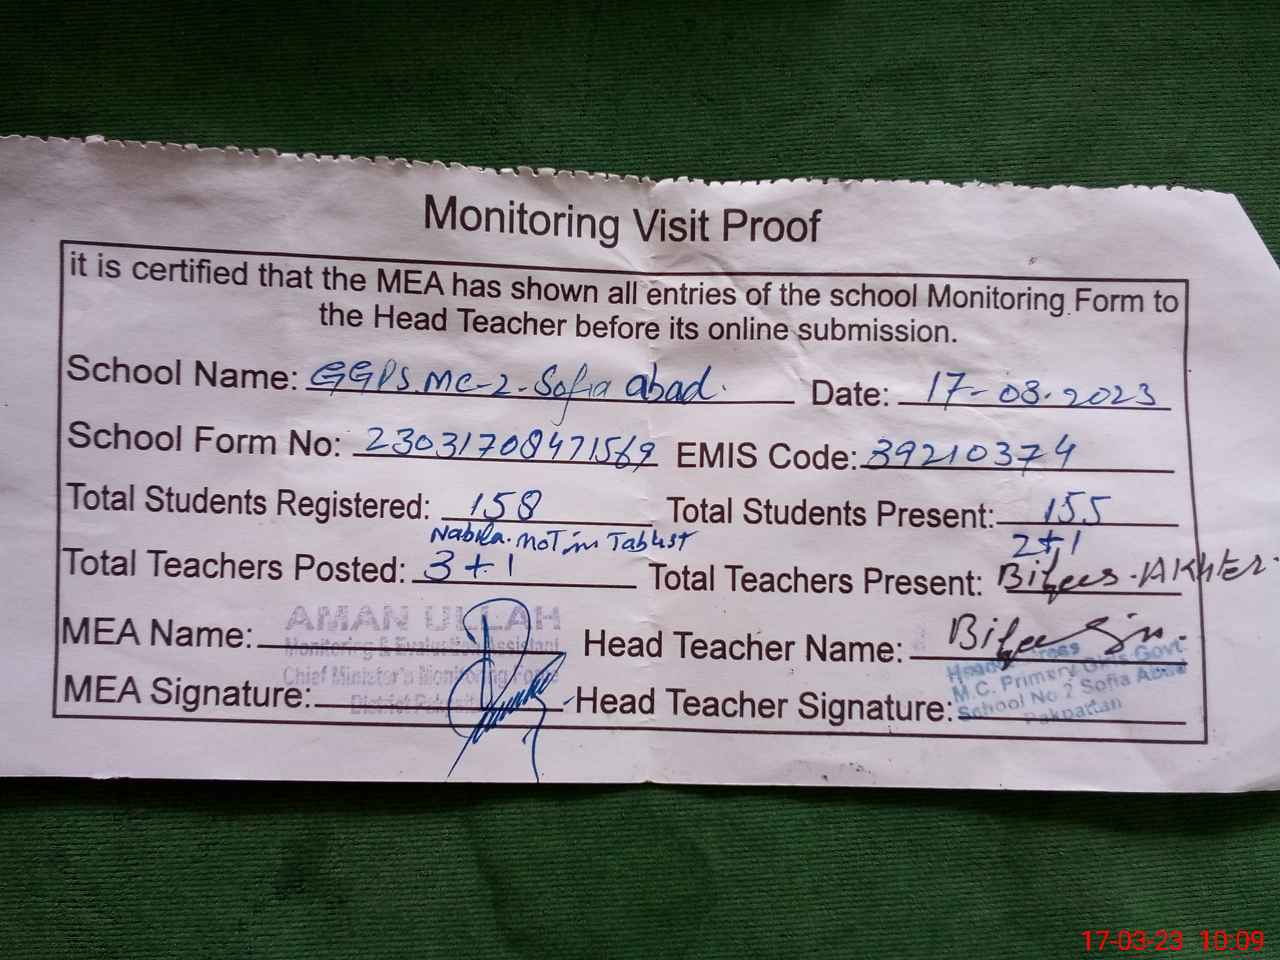 Monitoring Visit Proof
it is certified that the MEA has shown all entries of the school Monitoring Form to
the Head Teacher before its online submission.
School Name: GGPS.MC-2-Sofia abad. Date: 17-03-2023
School Form No: 23031708471569 EMIS Code: 39210374
Total Students Registered: 158 Total Students Present: 155
Nabila. NOT in Tablist 2+1
Total Teachers Posted: 3+1 Total Teachers Present: Bilqees. Akhter.
MEA Name: AMAN ULLAH Head Teacher Name:
Monitoring & Evaluation Assistant
Chief Minister's Monitoring Force
MEA Signature: Head Teacher Signature:
District Pakpattan
M.C. Primary Girls Govt.
School No 2 Sofia Abad
Pakpattan
17-03-23 10:09